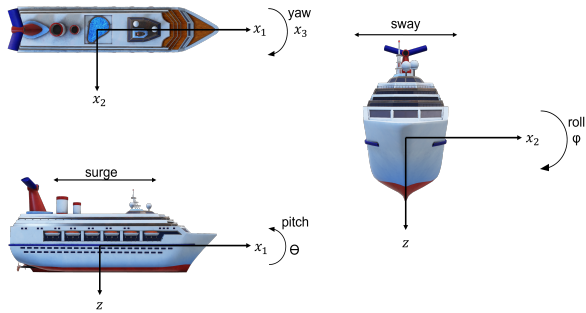 yaw
x₁
x₃
x₂
sway
roll
x₂
φ
z
surge
pitch
x₁
Θ
z